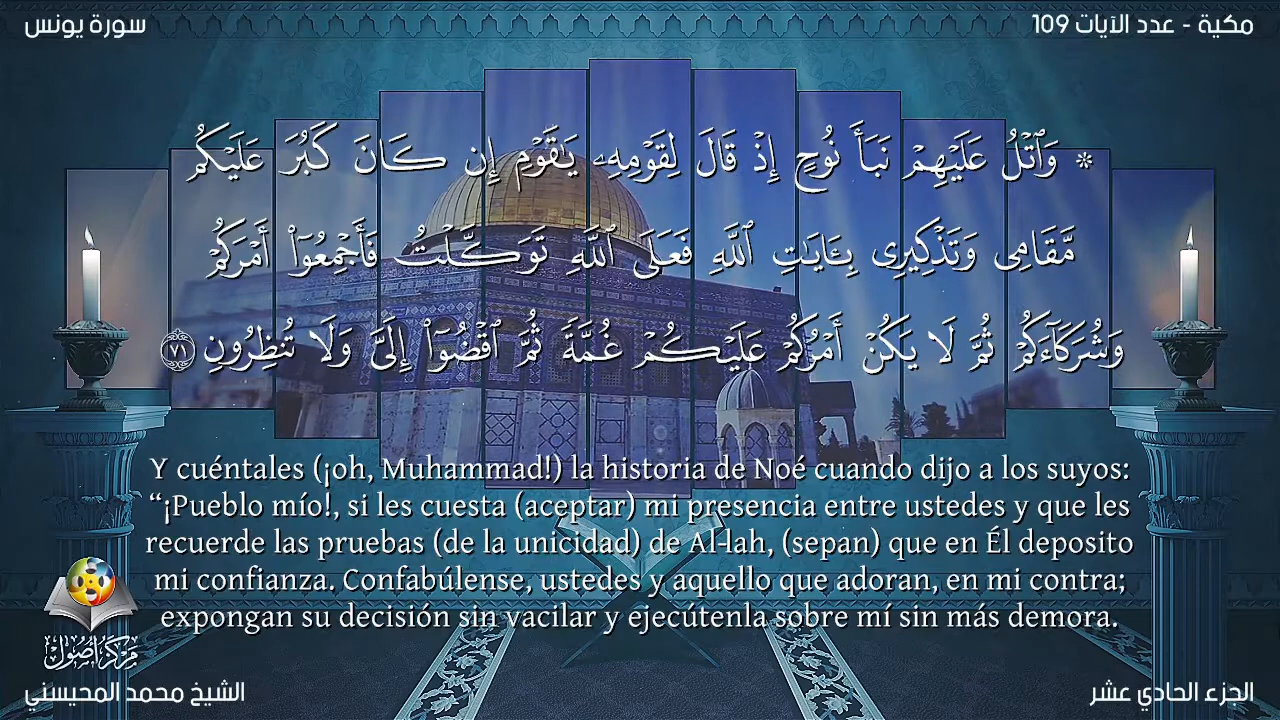 مكية - عدد الآيات 109
سورة يونس
۞ وَٱتْلُ عَلَيْهِمْ نَبَأَ نُوحٍ إِذْ قَالَ لِقَوْمِهِۦ يَٰقَوْمِ إِن كَانَ كَبُرَ عَلَيْكُم
مَّقَامِى وَتَذْكِيرِى بِـَٔايَٰتِ ٱللَّهِ فَعَلَى ٱللَّهِ تَوَكَّلْتُ فَأَجْمِعُوٓا۟ أَمْرَكُمْ
وَشُرَكَآءَكُمْ ثُمَّ لَا يَكُنْ أَمْرُكُمْ عَلَيْكُمْ غُمَّةً ثُمَّ ٱقْضُوٓا۟ إِلَىَّ وَلَا تُنظِرُونِ ٧١
Y cuéntales (¡oh, Muhammad!) la historia de Noé cuando dijo a los suyos:
“¡Pueblo mío!, si les cuesta (aceptar) mi presencia entre ustedes y que les
recuerde las pruebas (de la unicidad) de Al-lah, (sepan) que en Él deposito
mi confianza. Confabúlense, ustedes y aquello que adoran, en mi contra;
expongan su decisión sin vacilar y ejecútenla sobre mí sin más demora.
مركز أصول
الجزء الحادي عشر
الشيخ محمد المحيسني